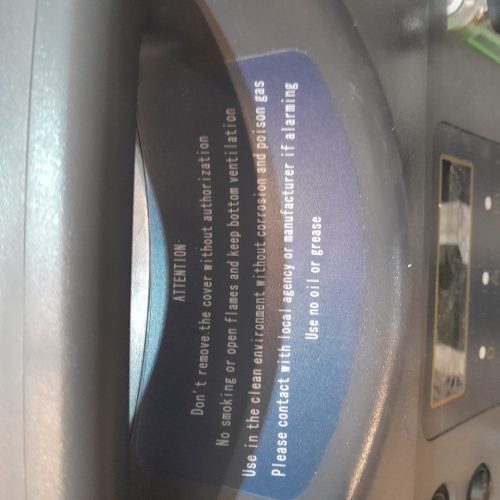 ATTENTION:
Don't remove the cover without authorization
No smoking or open flames and keep bottom ventilation
Use in the clean environment without corrosion and poison gas
Please contact with local agency or manufacturer if alarming
Use no oil or grease